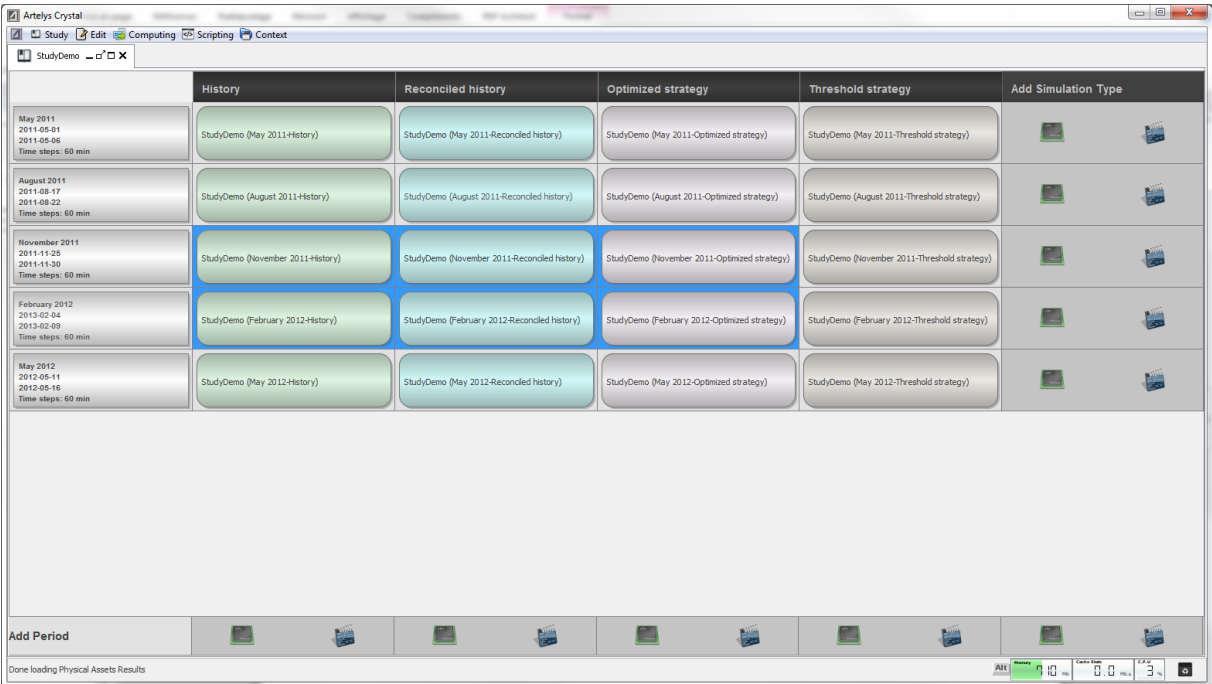 Artelys Crystal
Study Edit Computing Scripting Context
StudyDemo
History Reconciled history Optimized strategy Threshold strategy Add Simulation Type
May 2011
2011-05-01
2011-05-06
Time steps: 60 min
StudyDemo (May 2011-History)
StudyDemo (May 2011-Reconciled history)
StudyDemo (May 2011-Optimized strategy)
StudyDemo (May 2011-Threshold strategy)
August 2011
2011-08-17
2011-08-22
Time steps: 60 min
StudyDemo (August 2011-History)
StudyDemo (August 2011-Reconciled history)
StudyDemo (August 2011-Optimized strategy)
StudyDemo (August 2011-Threshold strategy)
November 2011
2011-11-25
2011-11-30
Time steps: 60 min
StudyDemo (November 2011-History)
StudyDemo (November 2011-Reconciled history)
StudyDemo (November 2011-Optimized strategy)
StudyDemo (November 2011-Threshold strategy)
February 2012
2013-02-04
2013-02-09
Time steps: 60 min
StudyDemo (February 2012-History)
StudyDemo (February 2012-Reconciled history)
StudyDemo (February 2012-Optimized strategy)
StudyDemo (February 2012-Threshold strategy)
May 2012
2012-05-11
2012-05-16
Time steps: 60 min
StudyDemo (May 2012-History)
StudyDemo (May 2012-Reconciled history)
StudyDemo (May 2012-Optimized strategy)
StudyDemo (May 2012-Threshold strategy)
Add Period
Done loading Physical Assets Results
Alt
Memory
710 Mb
Cache State
0.0
C.P.U
3 %